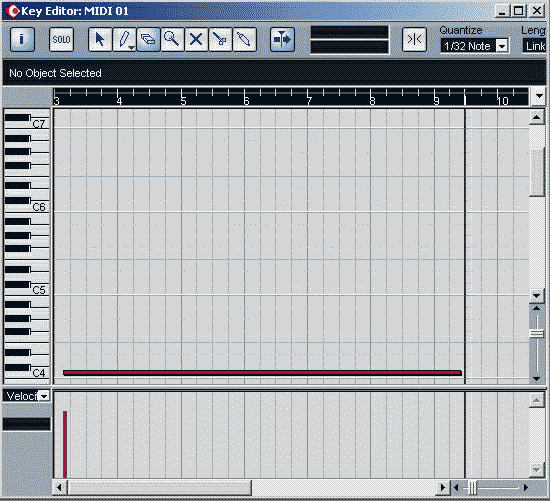 Key Editor: MIDI 01
SOLO
Quantize
Leng
1/32 Note
Link
No Object Selected
3 4 5 6 7 8 9 10
C7
C6
C5
C4
Veloci